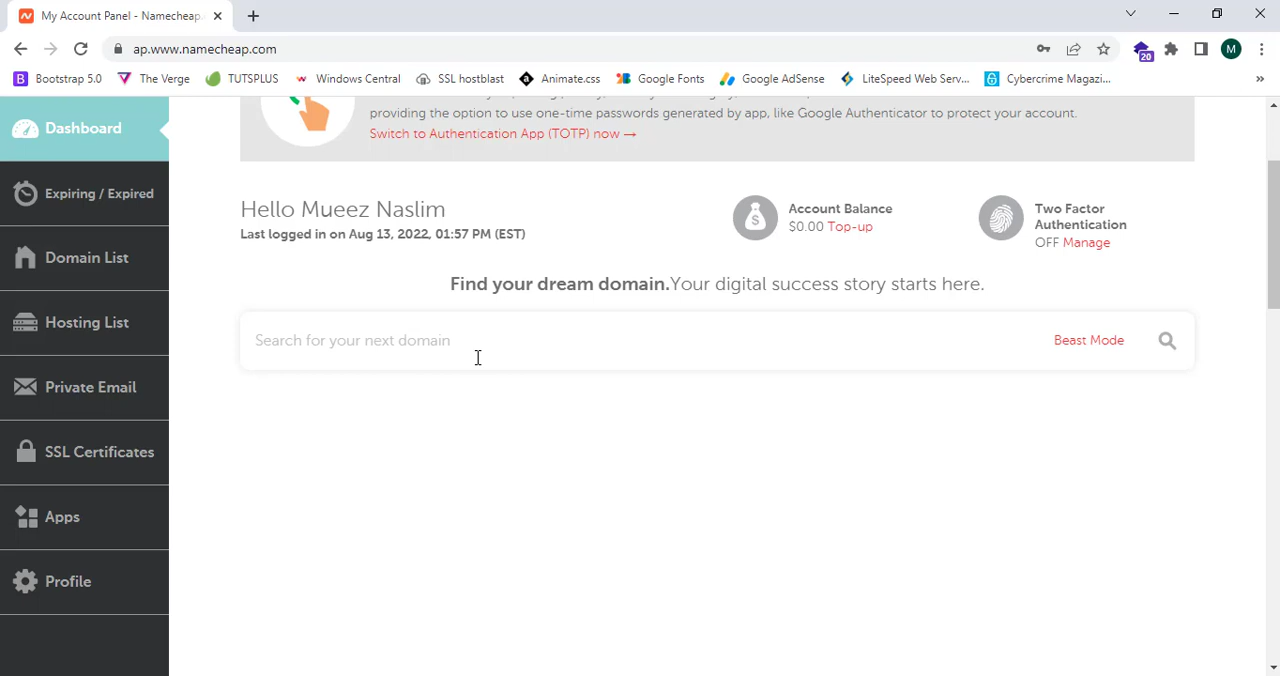 My Account Panel - Namecheap.
ap.www.namecheap.com
20
M
B Bootstrap 5.0
The Verge
TUTSPLUS
Windows Central
SSL hostblast
Animate.css
Google Fonts
Google AdSense
LiteSpeed Web Serv...
Cybercrime Magazi...
»
providing the option to use one-time passwords generated by app, like Google Authenticator to protect your account.
Switch to Authentication App (TOTP) now →
Dashboard
Expiring / Expired
Domain List
Hosting List
Private Email
SSL Certificates
Apps
Profile
Hello Mueez Naslim
Last logged in on Aug 13, 2022, 01:57 PM (EST)
Account Balance
$0.00 Top-up
Two Factor
Authentication
OFF Manage
Find your dream domain.Your digital success story starts here.
Search for your next domain
Beast Mode